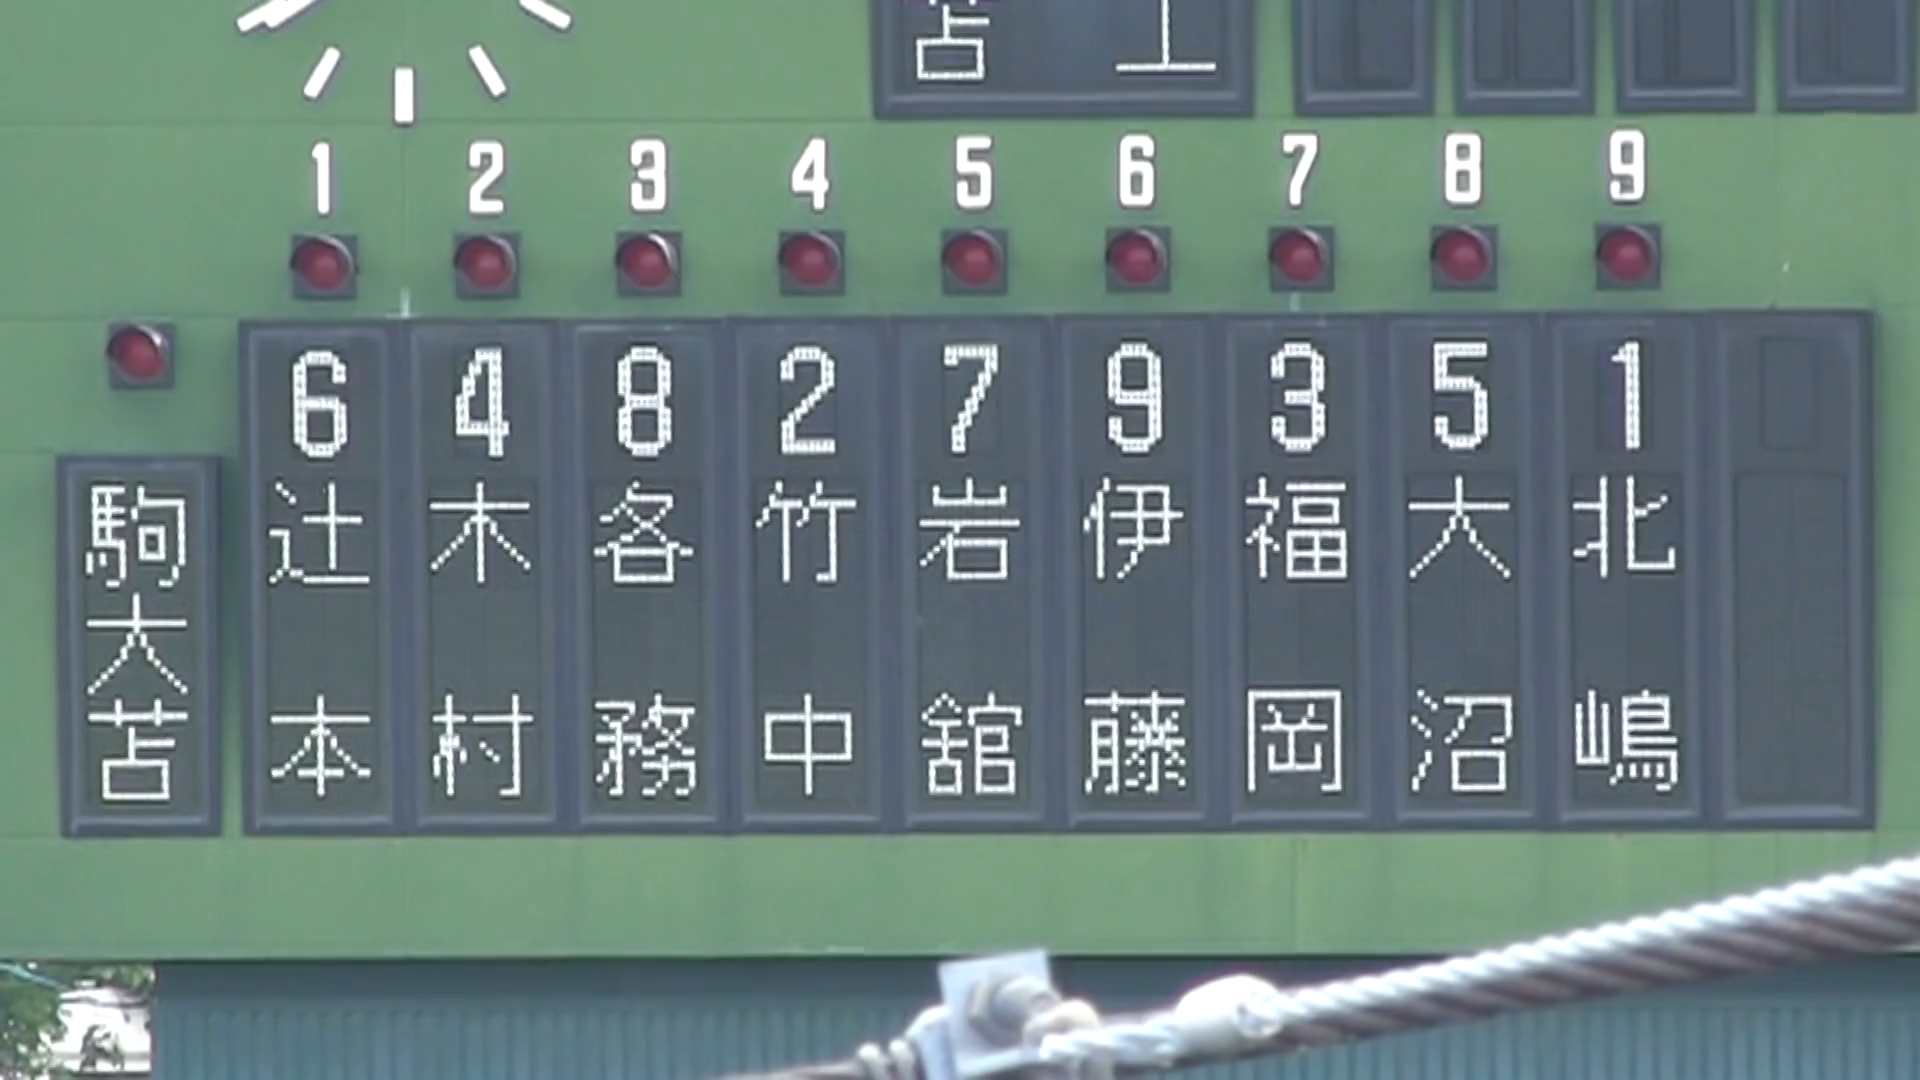 苫 工
1 2 3 4 5 6 7 8 9
6 4 8 2 7 9 3 5 1
駒大苫
辻本
木村
各務
竹中
岩舘
伊藤
福岡
大沼
北嶋